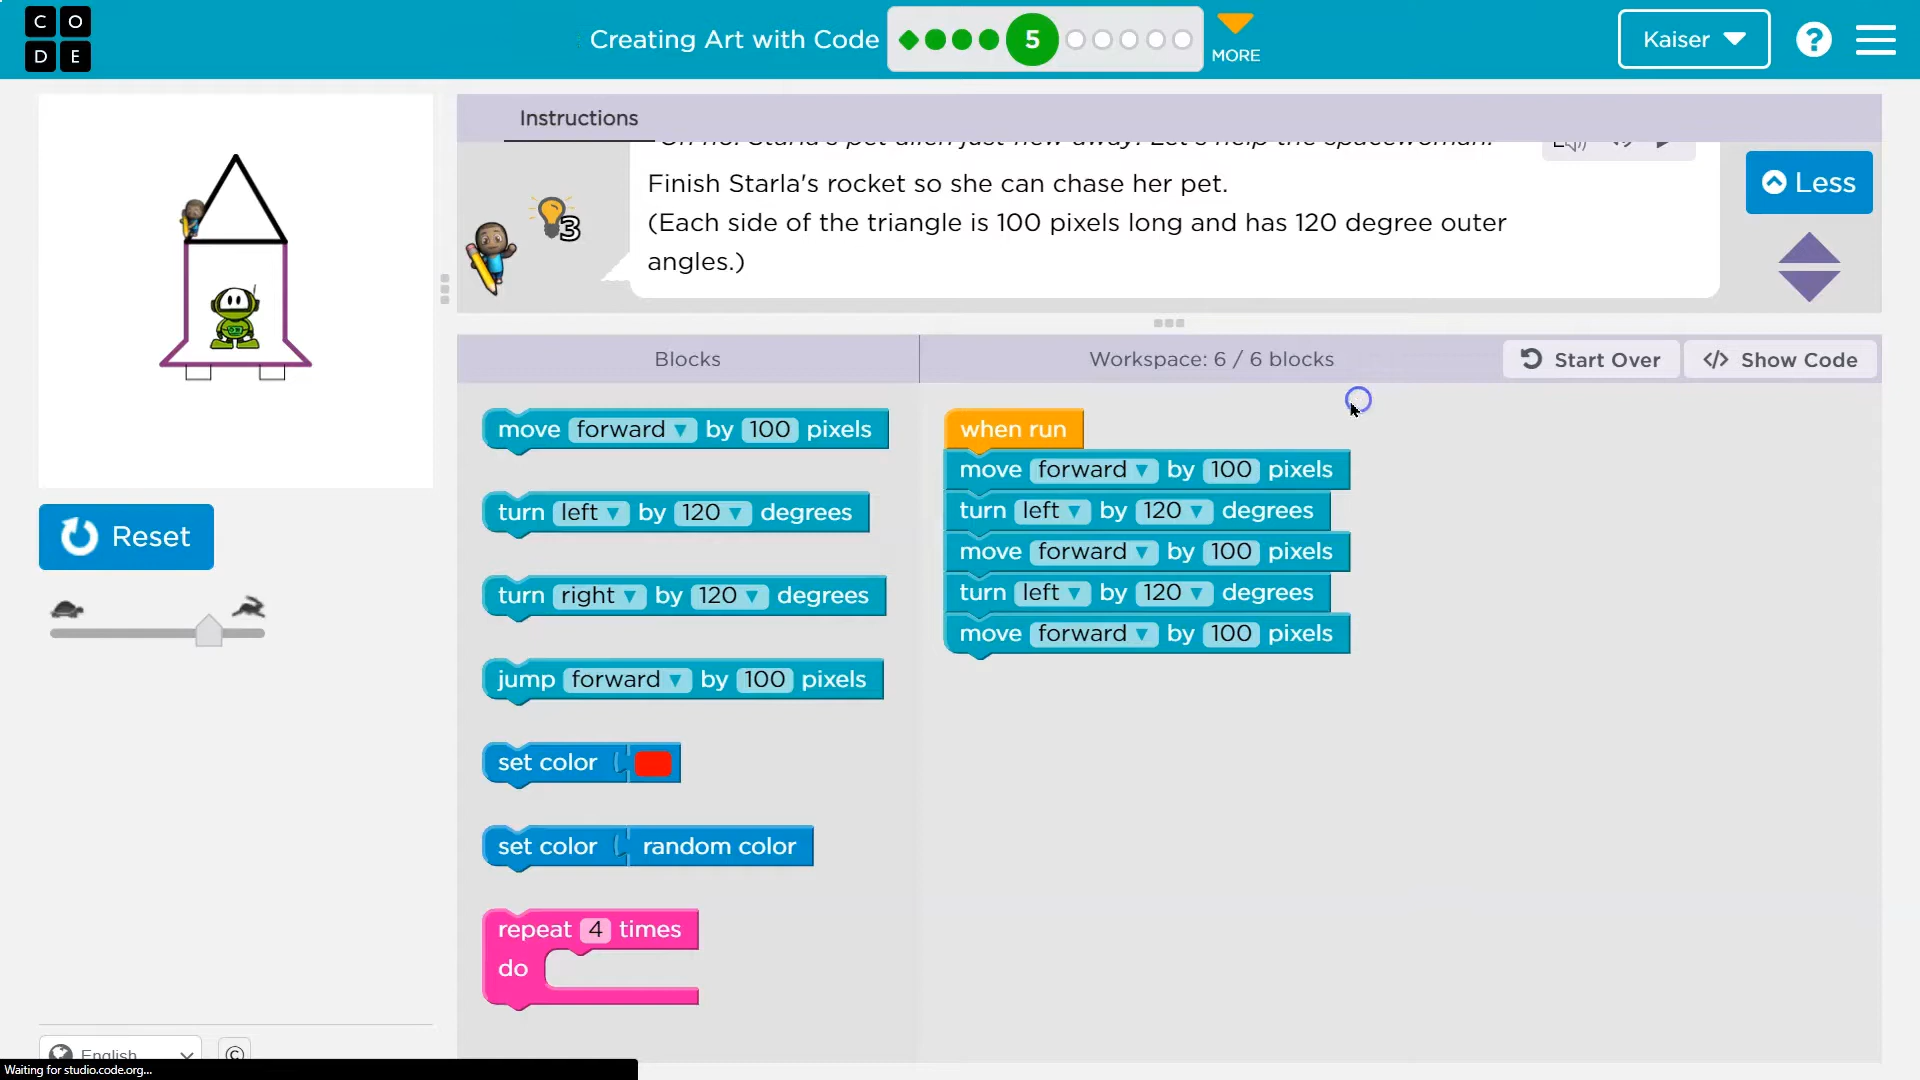 C O
D E
Creating Art with Code
5
MORE
Kaiser
?
Instructions
Finish Starla's rocket so she can chase her pet.
(Each side of the triangle is 100 pixels long and has 120 degree outer
angles.)
3
Less
Blocks
Workspace: 6 / 6 blocks
Start Over
</> Show Code
move forward by 100 pixels
turn left by 120 degrees
turn right by 120 degrees
jump forward by 100 pixels
set color
set color random color
repeat 4 times
do
when run
move forward by 100 pixels
turn left by 120 degrees
move forward by 100 pixels
turn left by 120 degrees
move forward by 100 pixels
Reset
English
©
Waiting for studio.code.org...